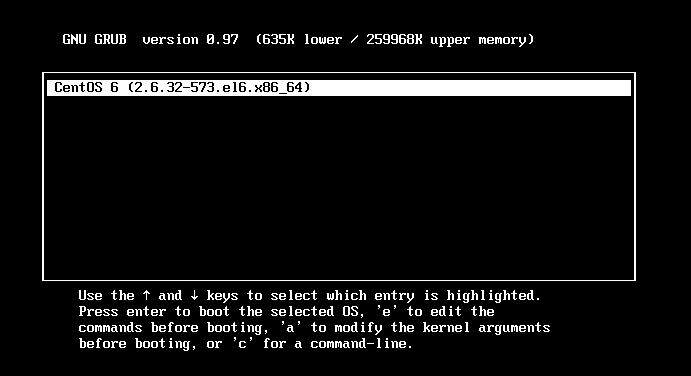 GNU GRUB  version 0.97  (635K lower / 259968K upper memory)
CentOS 6 (2.6.32-573.el6.x86_64)
Use the ↑ and ↓ keys to select which entry is highlighted.
Press enter to boot the selected OS, 'e' to edit the
commands before booting, 'a' to modify the kernel arguments
before booting, or 'c' for a command-line.